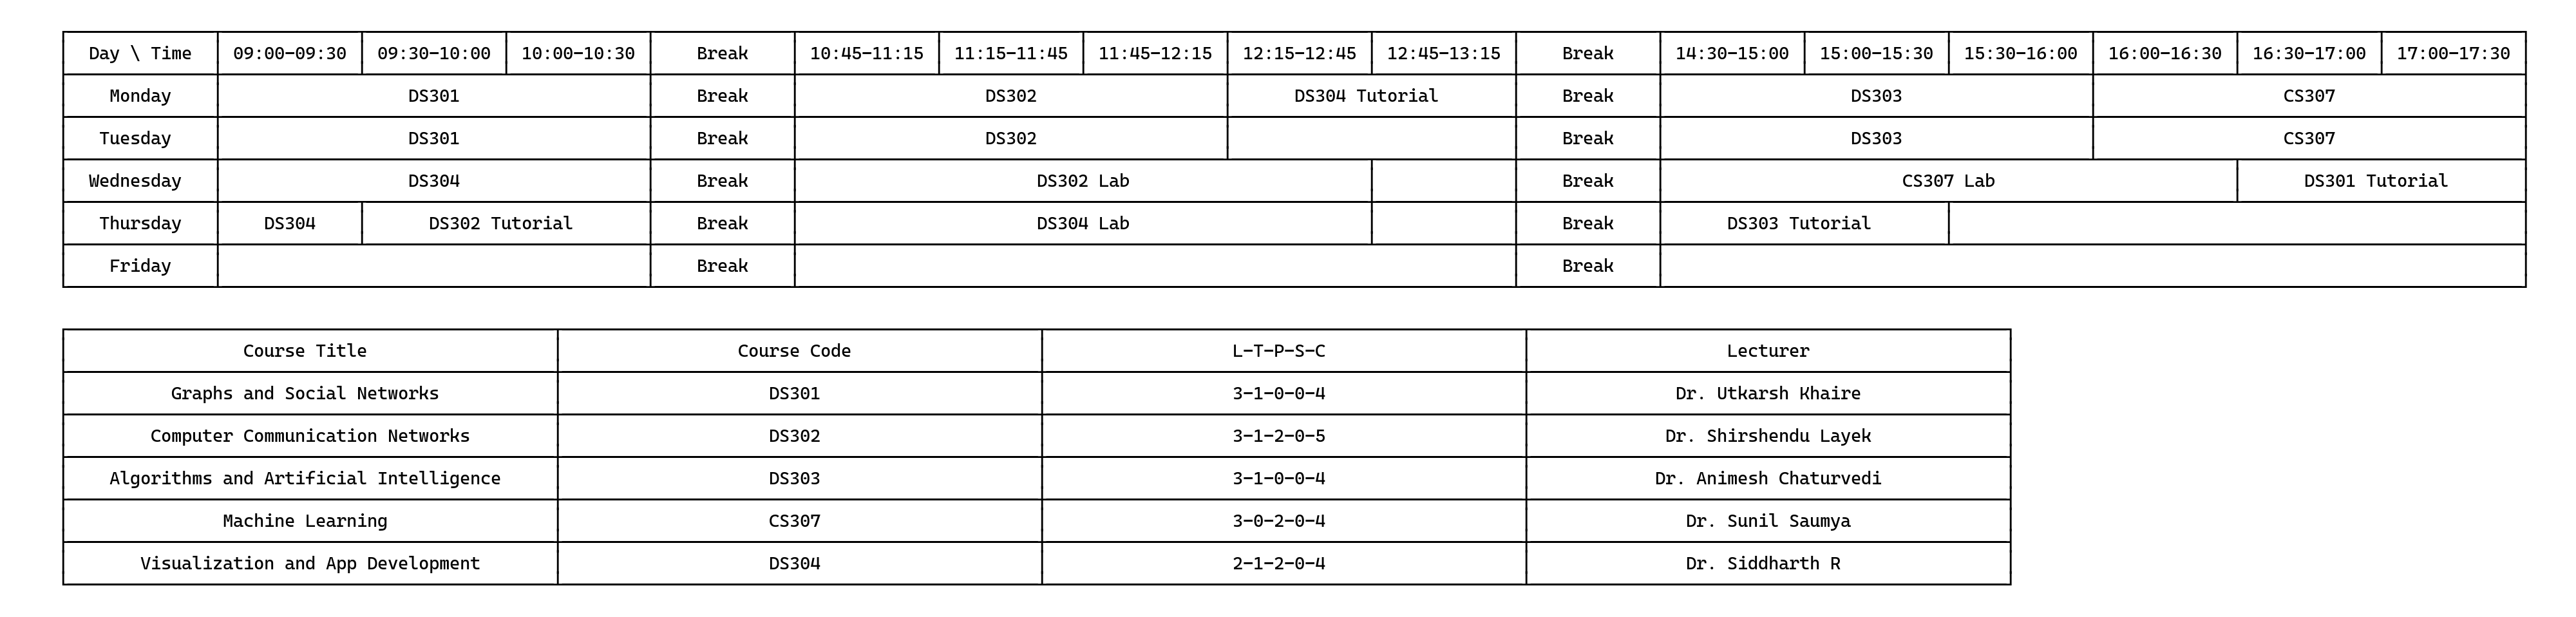 Day \ Time 09:00-09:30 09:30-10:00 10:00-10:30 Break 10:45-11:15 11:15-11:45 11:45-12:15 12:15-12:45 12:45-13:15 Break 14:30-15:00 15:00-15:30 15:30-16:00 16:00-16:30 16:30-17:00 17:00-17:30
Monday DS301 Break DS302 DS304 Tutorial Break DS303 CS307
Tuesday DS301 Break DS302 Break DS303 CS307
Wednesday DS304 Break DS302 Lab Break CS307 Lab DS301 Tutorial
Thursday DS304 DS302 Tutorial Break DS304 Lab Break DS303 Tutorial
Friday Break Break
Course Title Course Code L-T-P-S-C Lecturer
Graphs and Social Networks DS301 3-1-0-0-4 Dr. Utkarsh Khaire
Computer Communication Networks DS302 3-1-2-0-5 Dr. Shirshendu Layek
Algorithms and Artificial Intelligence DS303 3-1-0-0-4 Dr. Animesh Chaturvedi
Machine Learning CS307 3-0-2-0-4 Dr. Sunil Saumya
Visualization and App Development DS304 2-1-2-0-4 Dr. Siddharth R